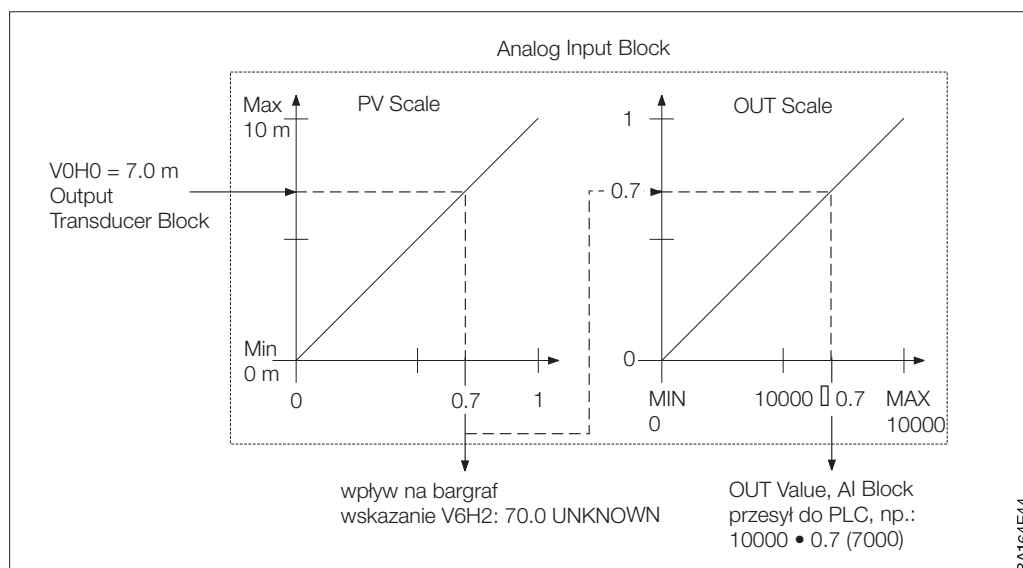 Analog Input Block
PV Scale
OUT Scale
Max
10 m
1
V0H0 = 7.0 m
Output
Transducer Block
0.7
Min
0 m
0
0
0.7
1
MIN
0
10000 ▯ 0.7
MAX
10000
wpływ na bargraf
wskazanie V6H2: 70.0 UNKNOWN
OUT Value, AI Block
przesył do PLC, np.:
10000 • 0.7 (7000)